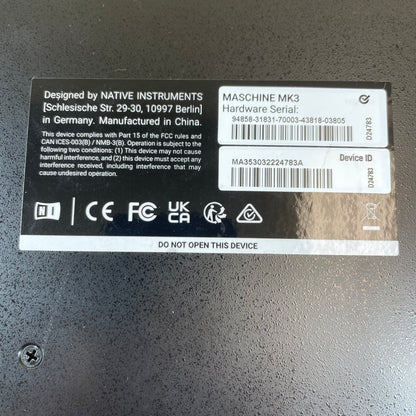 Designed by NATIVE INSTRUMENTS
[Schlesische Str. 29-30, 10997 Berlin]
in Germany. Manufactured in China.
This device complies with Part 15 of the FCC rules and
CAN ICES-003(B) / NMB-3(B). Operation is subject to the
following two conditions: (1) This device may not cause
harmful interference, and (2) this device must accept
interference received, including interference that may
cause undesired operation.
NI CE FC UK
CA
MASCHINE MK3
Hardware Serial:
94858-31831-70003-43818-03805
D24783
MA353032224783A
Device ID
D24783
DO NOT OPEN THIS DEVICE